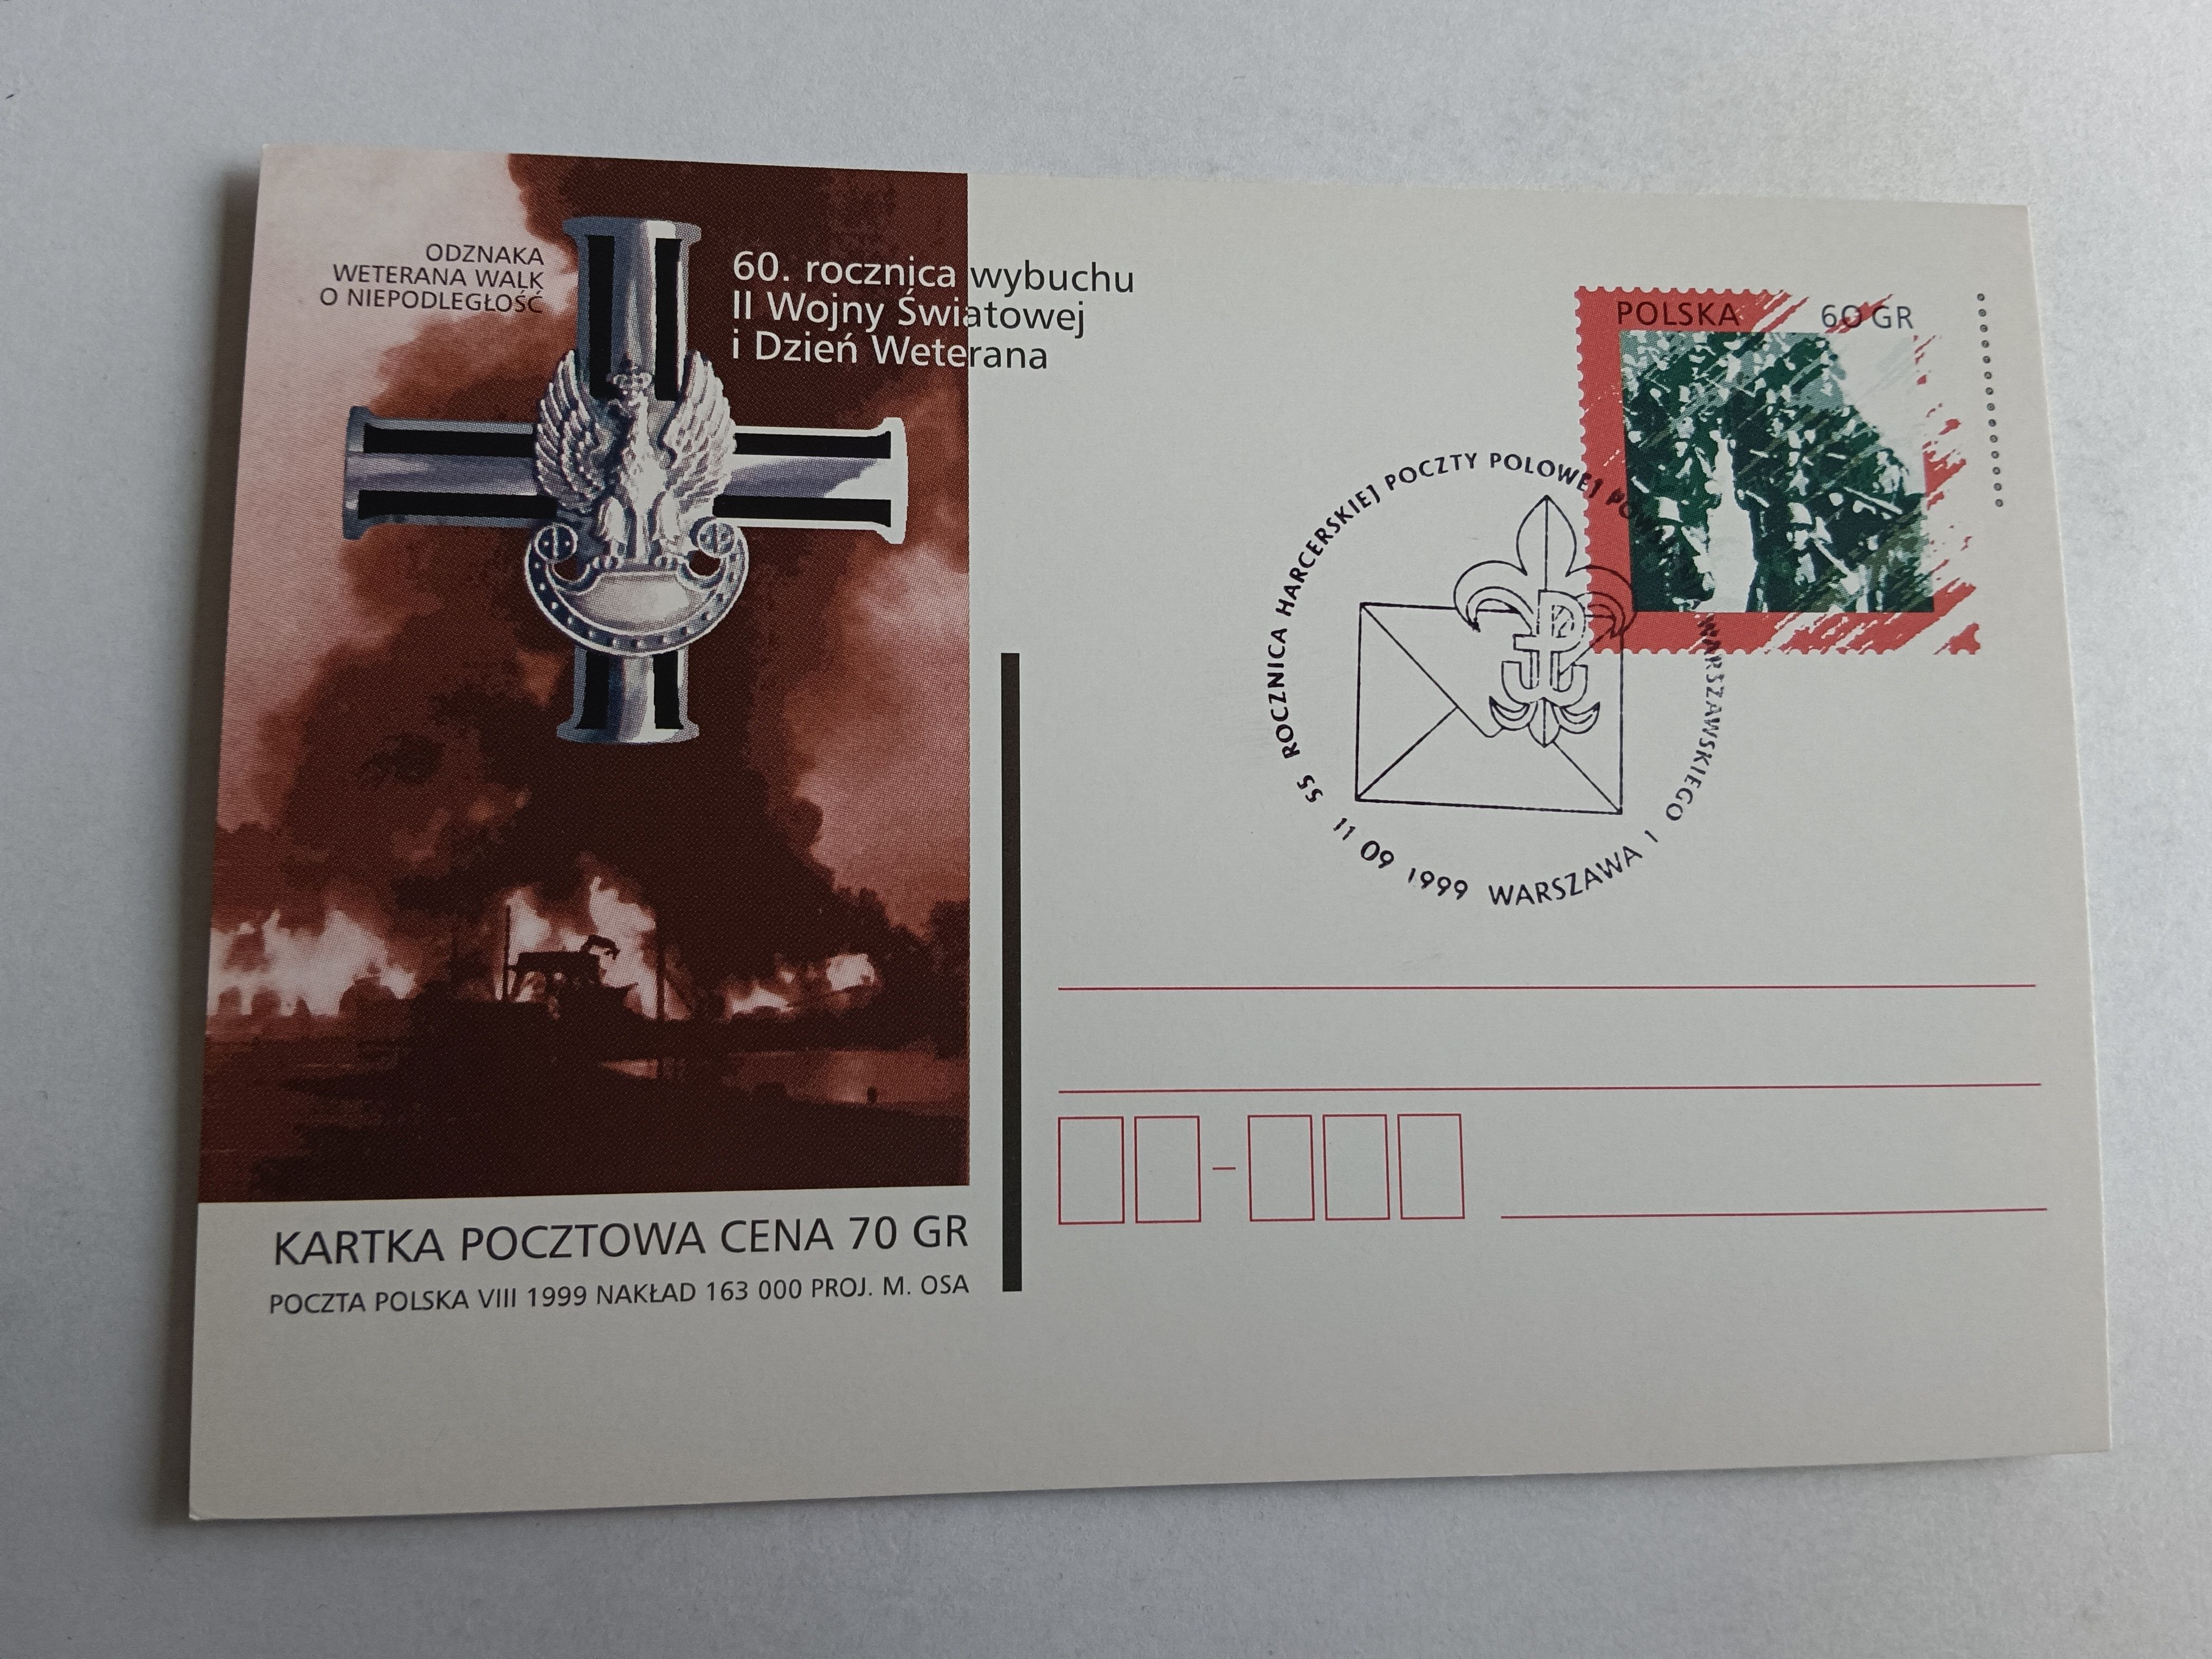 ODZNAKA
WETERANA WALK
O NIEPODLEGŁOŚĆ
60. rocznica wybuchu
II Wojny Światowej
i Dzień Weterana
POLSKA 60 GR
55 ROCZNICA HARCERSKIEJ POCZTY POLOWEJ WARSZAWSKIEGO
11 09 1999 WARSZAWA 1
KARTKA POCZTOWA CENA 70 GR
POCZTA POLSKA VIII 1999 NAKŁAD 163 000 PROJ. M. OSA